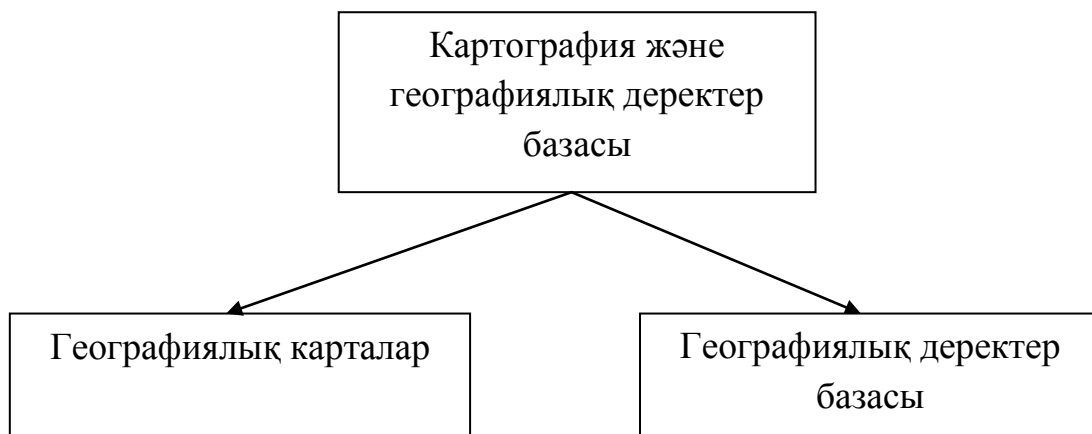 Картография және
географиялық деректер
базасы
Географиялық карталар
Географиялық деректер
базасы